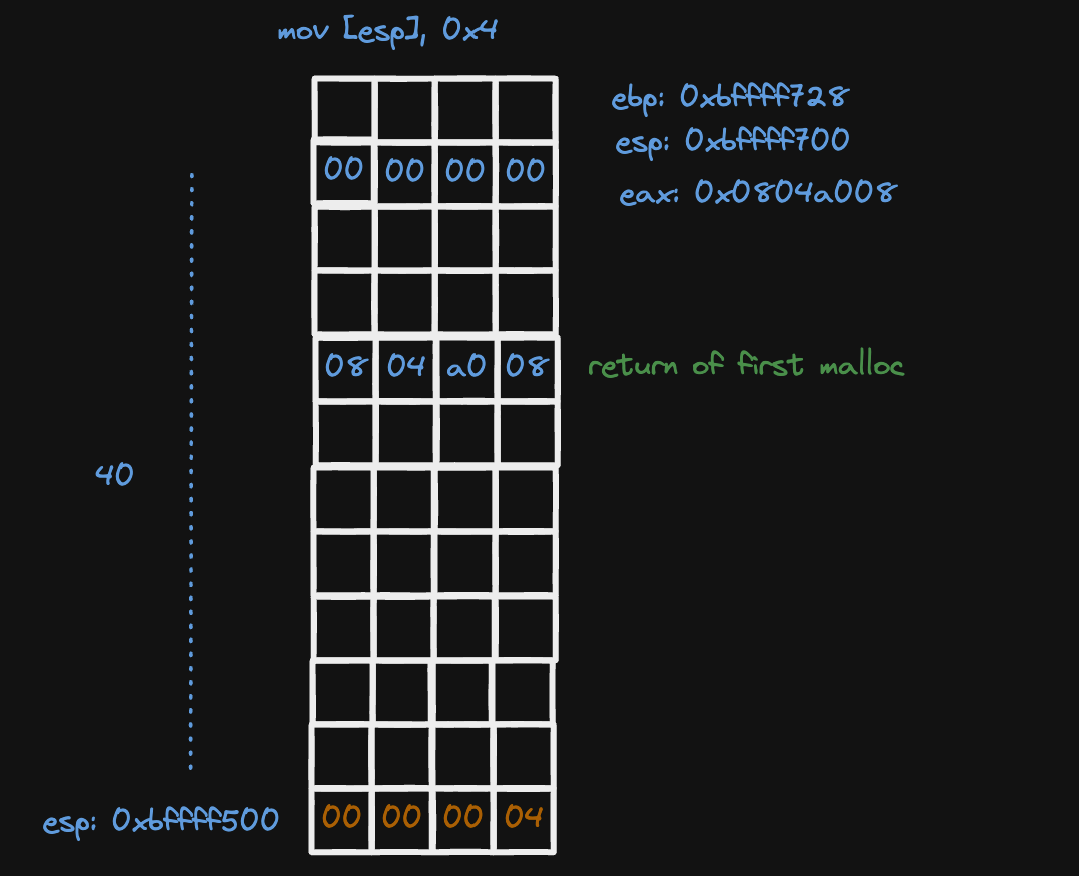 mov [esp], 0x4
ebp: 0xbffff728
esp: 0xbffff700
00 00 00 00
eax: 0x0804a008
08 04 a0 08
return of first malloc
40
esp: 0xbffff500
00 00 00 04